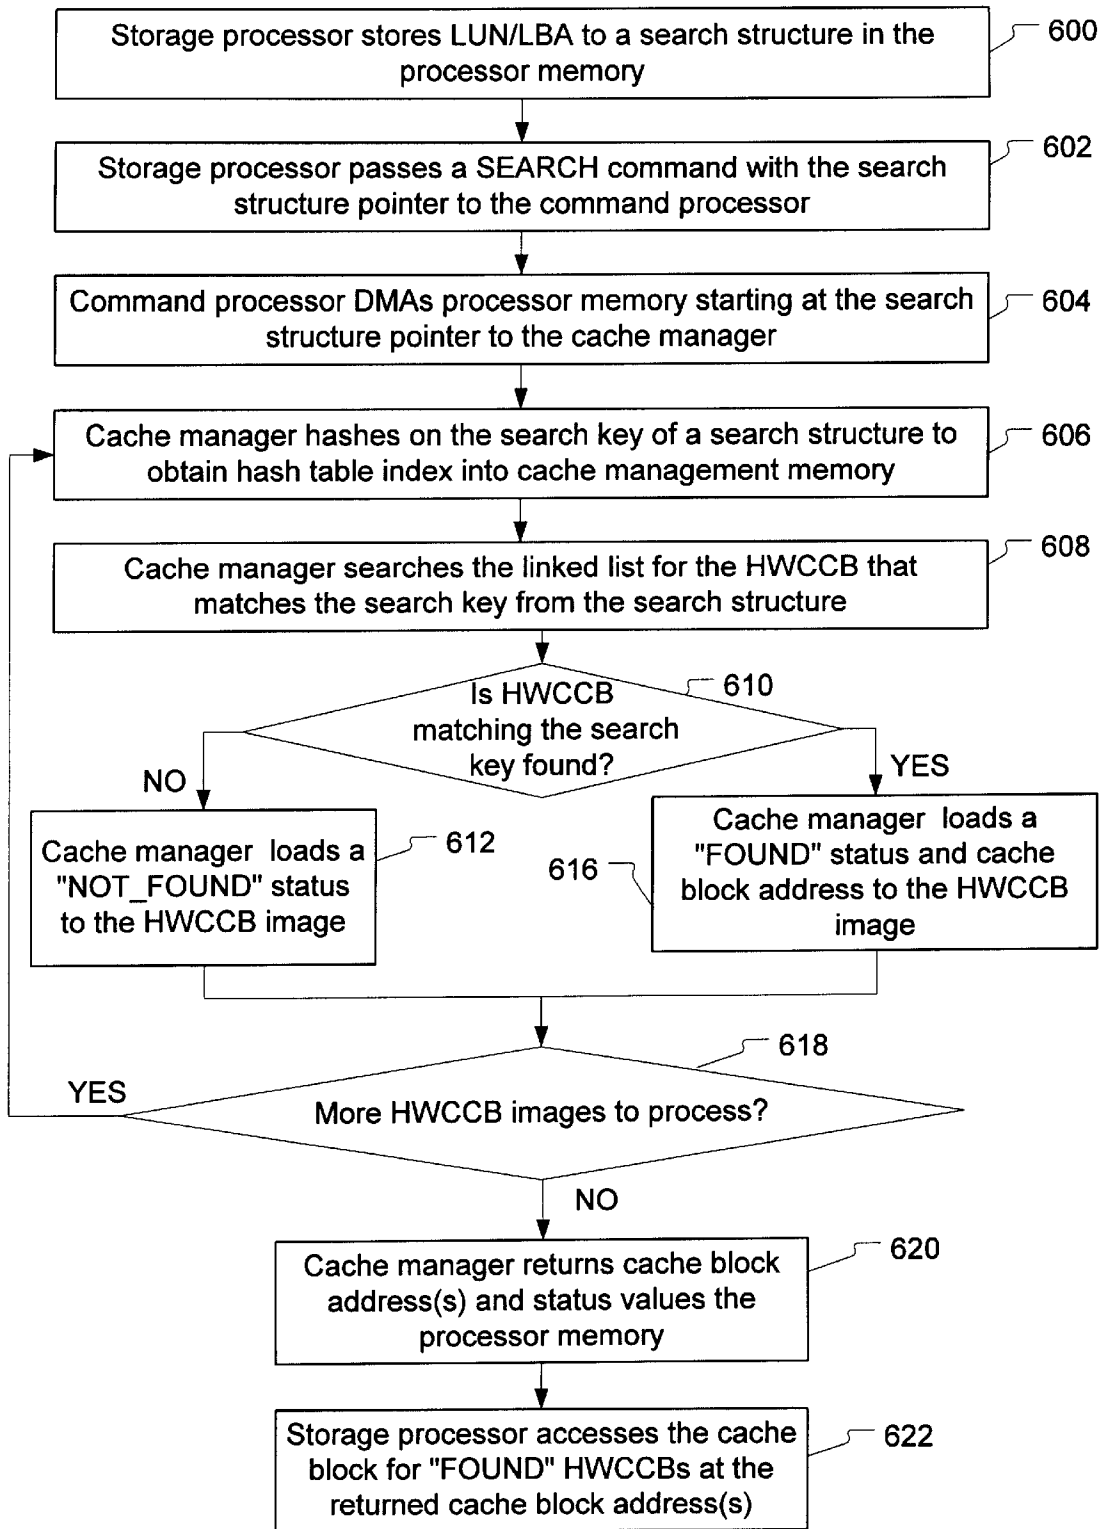 Storage processor stores LUN/LBA to a search structure in the
processor memory
600
Storage processor passes a SEARCH command with the search
structure pointer to the command processor
602
Command processor DMAs processor memory starting at the search
structure pointer to the cache manager
604
Cache manager hashes on the search key of a search structure to
obtain hash table index into cache management memory
606
Cache manager searches the linked list for the HWCCB that
matches the search key from the search structure
608
Is HWCCB
matching the search
key found?
610
NO
YES
Cache manager loads a
"NOT_FOUND" status
to the HWCCB image
612
Cache manager loads a
"FOUND" status and cache
block address to the HWCCB
image
616
618
YES
More HWCCB images to process?
NO
Cache manager returns cache block
address(s) and status values the
processor memory
620
Storage processor accesses the cache
block for "FOUND" HWCCBs at the
returned cache block address(s)
622